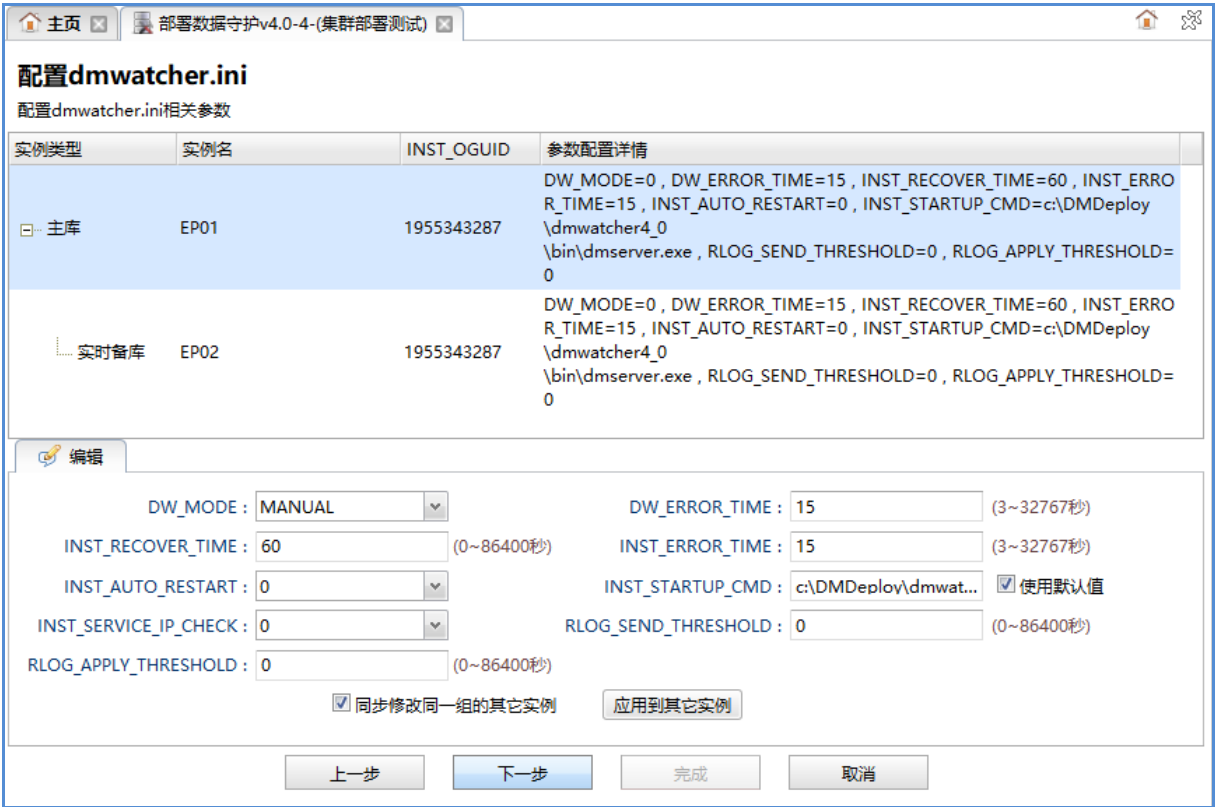 主页
部署数据守护v4.0-4-(集群部署测试)
配置dmwatcher.ini
配置dmwatcher.ini相关参数
实例类型 实例名 INST_OGUID 参数配置详情
主库 EP01 1955343287
DW_MODE=0 , DW_ERROR_TIME=15 , INST_RECOVER_TIME=60 , INST_ERRO
R_TIME=15 , INST_AUTO_RESTART=0 , INST_STARTUP_CMD=c:\DMDeploy
\dmwatcher4_0
\bin\dmserver.exe , RLOG_SEND_THRESHOLD=0 , RLOG_APPLY_THRESHOLD=
0
实时备库 EP02 1955343287
DW_MODE=0 , DW_ERROR_TIME=15 , INST_RECOVER_TIME=60 , INST_ERRO
R_TIME=15 , INST_AUTO_RESTART=0 , INST_STARTUP_CMD=c:\DMDeploy
\dmwatcher4_0
\bin\dmserver.exe , RLOG_SEND_THRESHOLD=0 , RLOG_APPLY_THRESHOLD=
0
编辑
DW_MODE : MANUAL DW_ERROR_TIME : 15 (3~32767秒)
INST_RECOVER_TIME : 60 (0~86400秒) INST_ERROR_TIME : 15 (3~32767秒)
INST_AUTO_RESTART : 0 INST_STARTUP_CMD : c:\DMDeploy\dmwat... 使用默认值
INST_SERVICE_IP_CHECK : 0 RLOG_SEND_THRESHOLD : 0 (0~86400秒)
RLOG_APPLY_THRESHOLD : 0 (0~86400秒)
同步修改同一组的其它实例 应用到其它实例
上一步 下一步 完成 取消